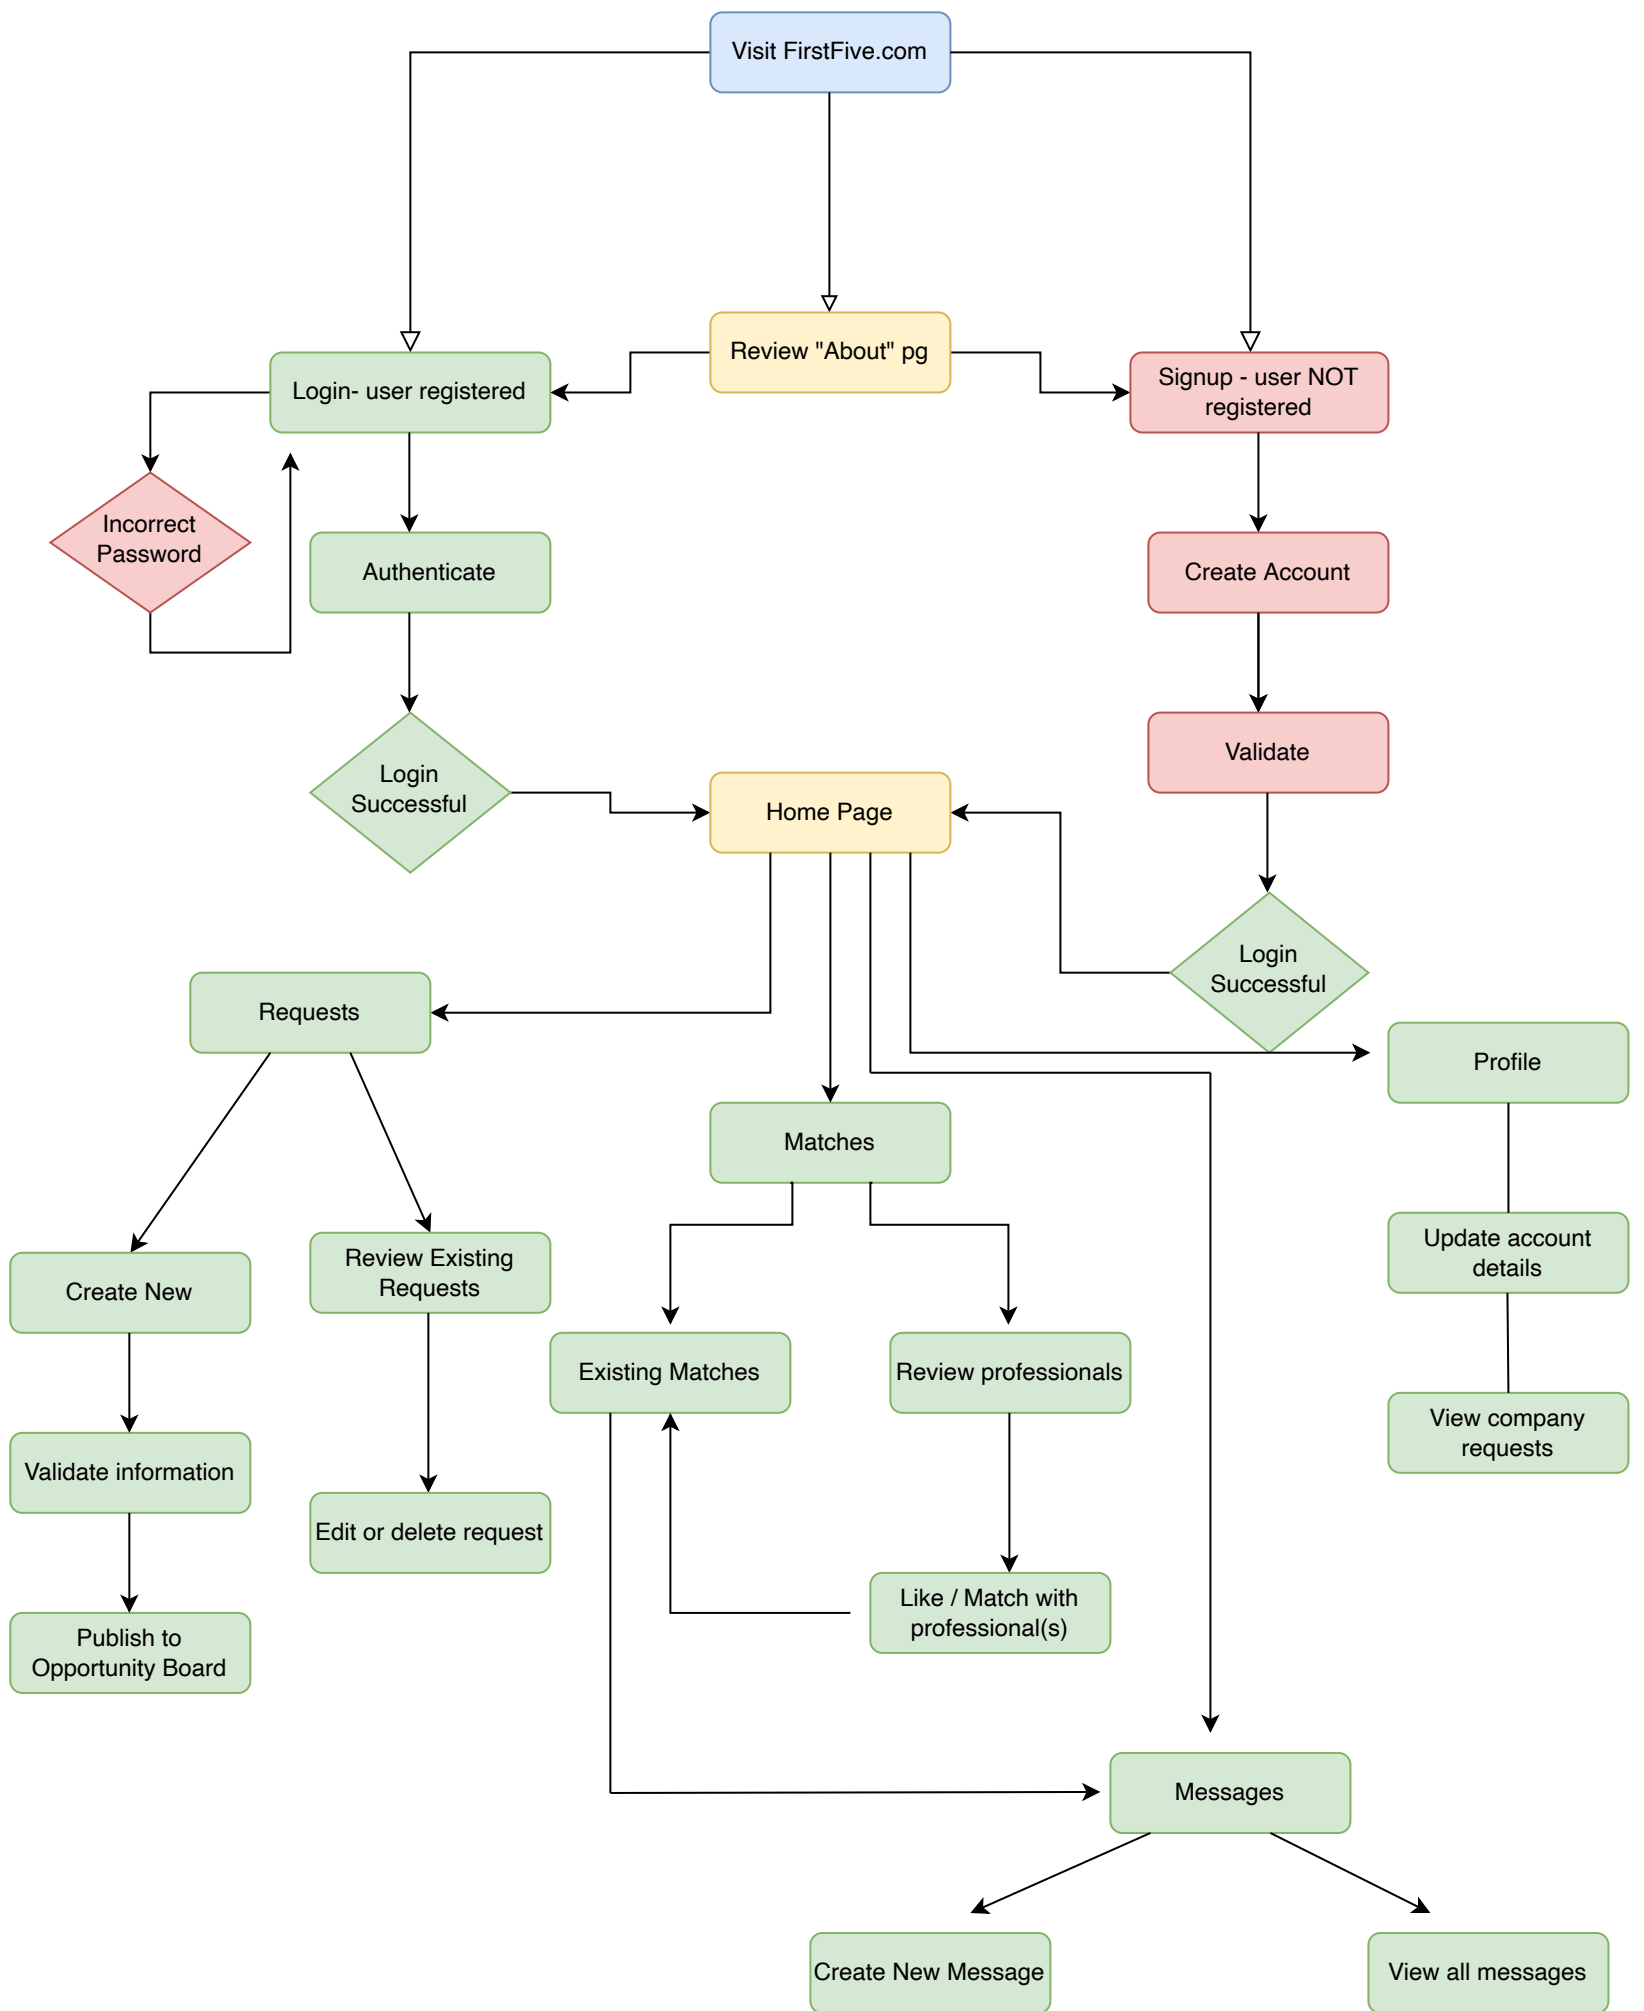 Visit FirstFive.com
Review "About" pg
Login- user registered
Signup - user NOT
registered
Incorrect
Password
Authenticate
Create Account
Validate
Login
Successful
Home Page
Login
Successful
Requests
Profile
Matches
Update account
details
Review Existing
Requests
Create New
Existing Matches
Review professionals
View company
requests
Validate information
Edit or delete request
Like / Match with
professional(s)
Publish to
Opportunity Board
Messages
Create New Message
View all messages